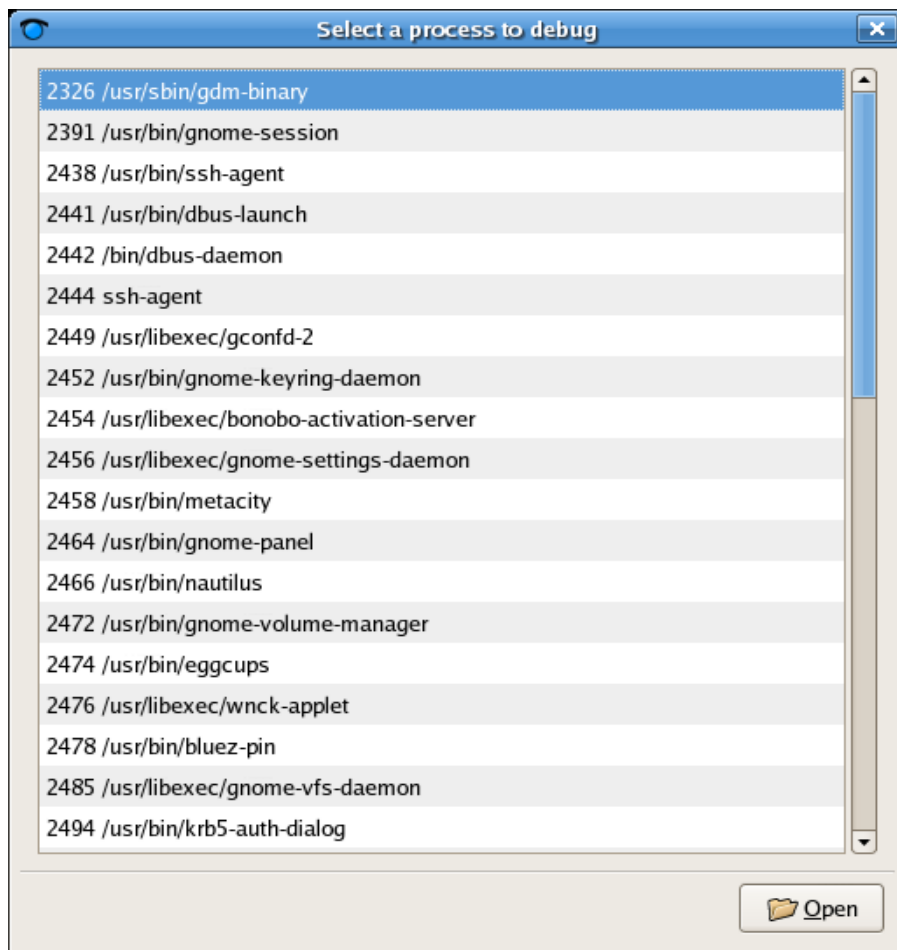 Select a process to debug
2326 /usr/sbin/gdm-binary
2391 /usr/bin/gnome-session
2438 /usr/bin/ssh-agent
2441 /usr/bin/dbus-launch
2442 /bin/dbus-daemon
2444 ssh-agent
2449 /usr/libexec/gconfd-2
2452 /usr/bin/gnome-keyring-daemon
2454 /usr/libexec/bonobo-activation-server
2456 /usr/libexec/gnome-settings-daemon
2458 /usr/bin/metacity
2464 /usr/bin/gnome-panel
2466 /usr/bin/nautilus
2472 /usr/bin/gnome-volume-manager
2474 /usr/bin/eggcups
2476 /usr/libexec/wnck-applet
2478 /usr/bin/bluez-pin
2485 /usr/libexec/gnome-vfs-daemon
2494 /usr/bin/krb5-auth-dialog
Open